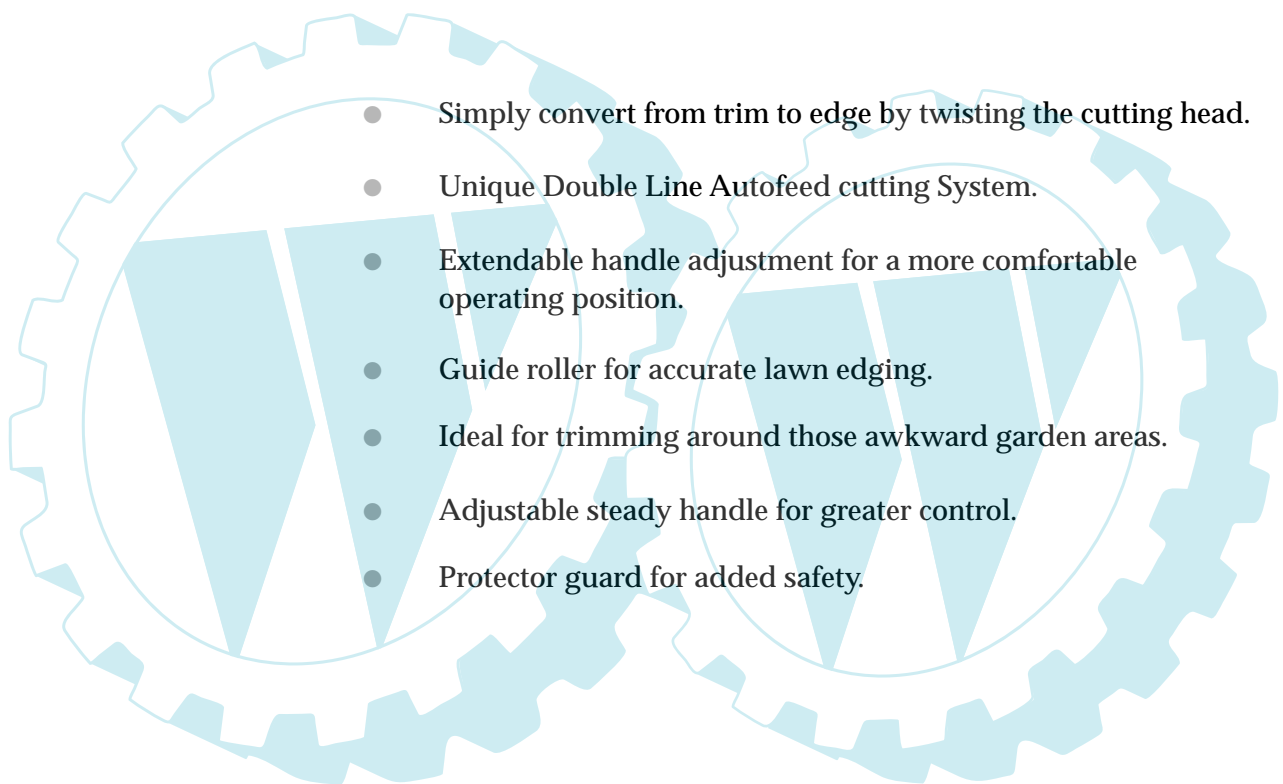 ● Simply convert from trim to edge by twisting the cutting head.
● Unique Double Line Autofeed cutting System.
● Extendable handle adjustment for a more comfortable
operating position.
● Guide roller for accurate lawn edging.
● Ideal for trimming around those awkward garden areas.
● Adjustable steady handle for greater control.
● Protector guard for added safety.